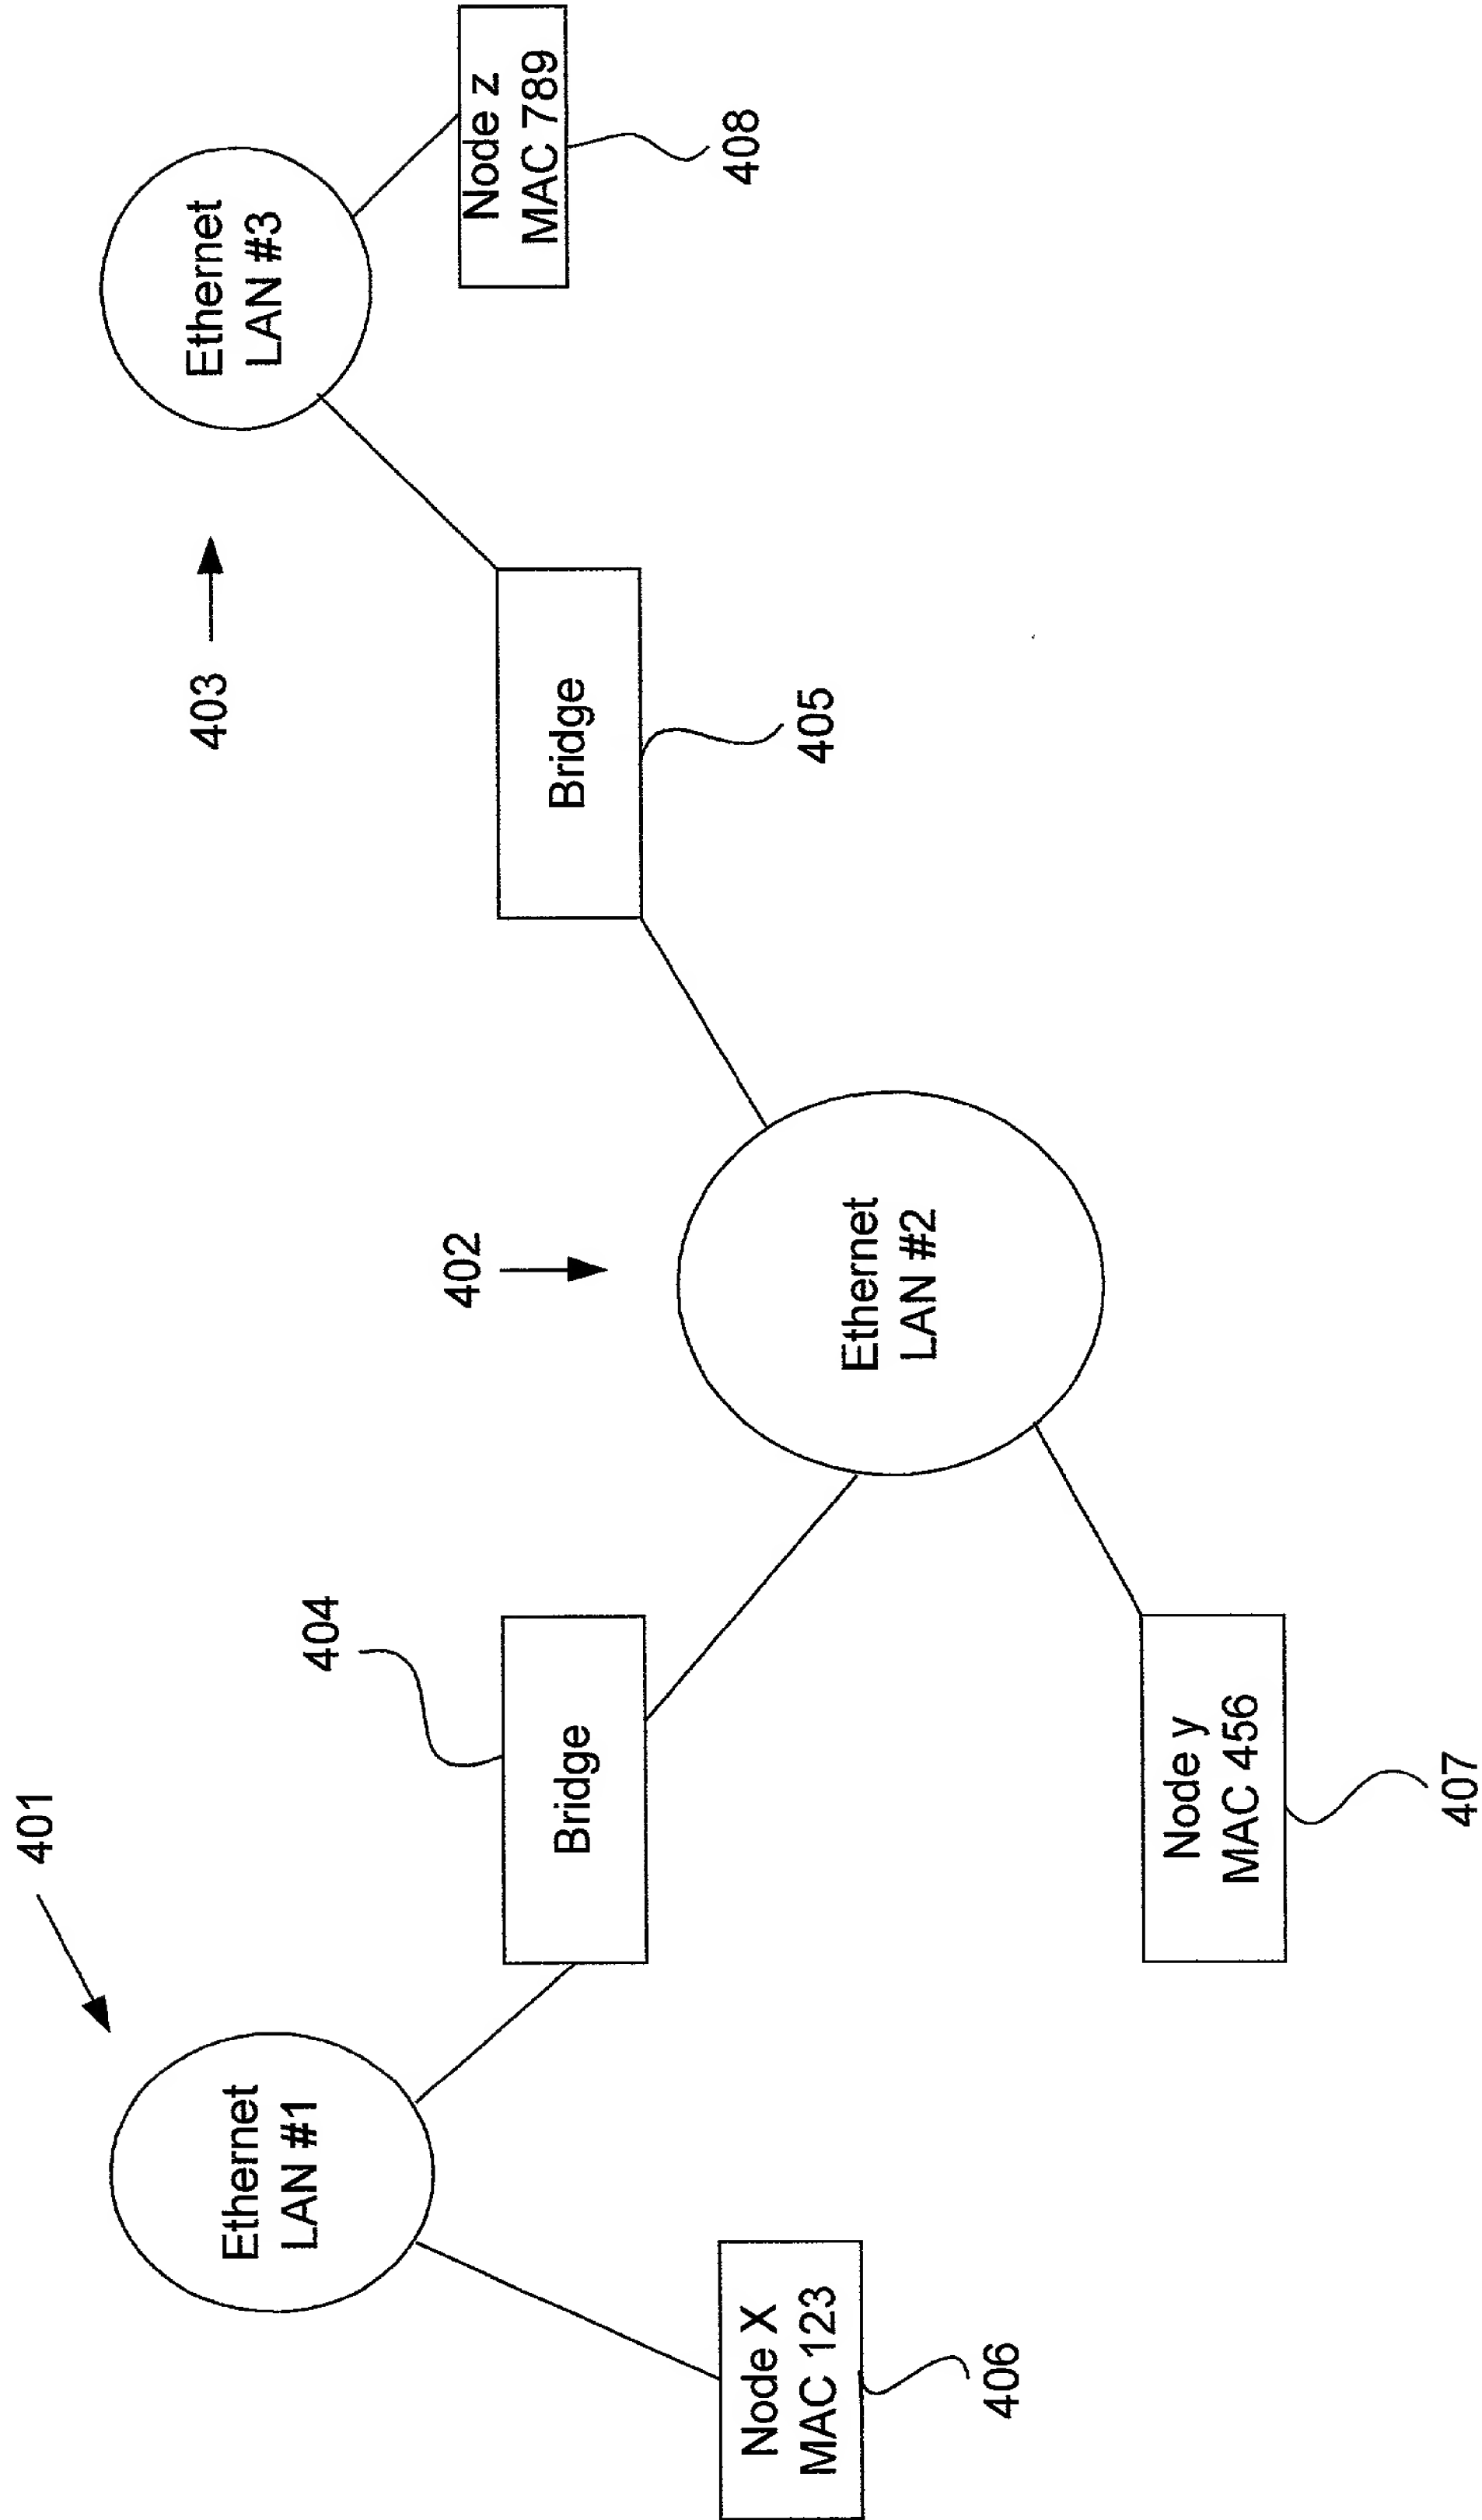 401
Ethernet
LAN #1
404
Bridge
Node X
MAC 123
406
402
Ethernet
LAN #2
Node y
MAC 456
407
403
Bridge
405
Ethernet
LAN #3
Node z
MAC 789
408